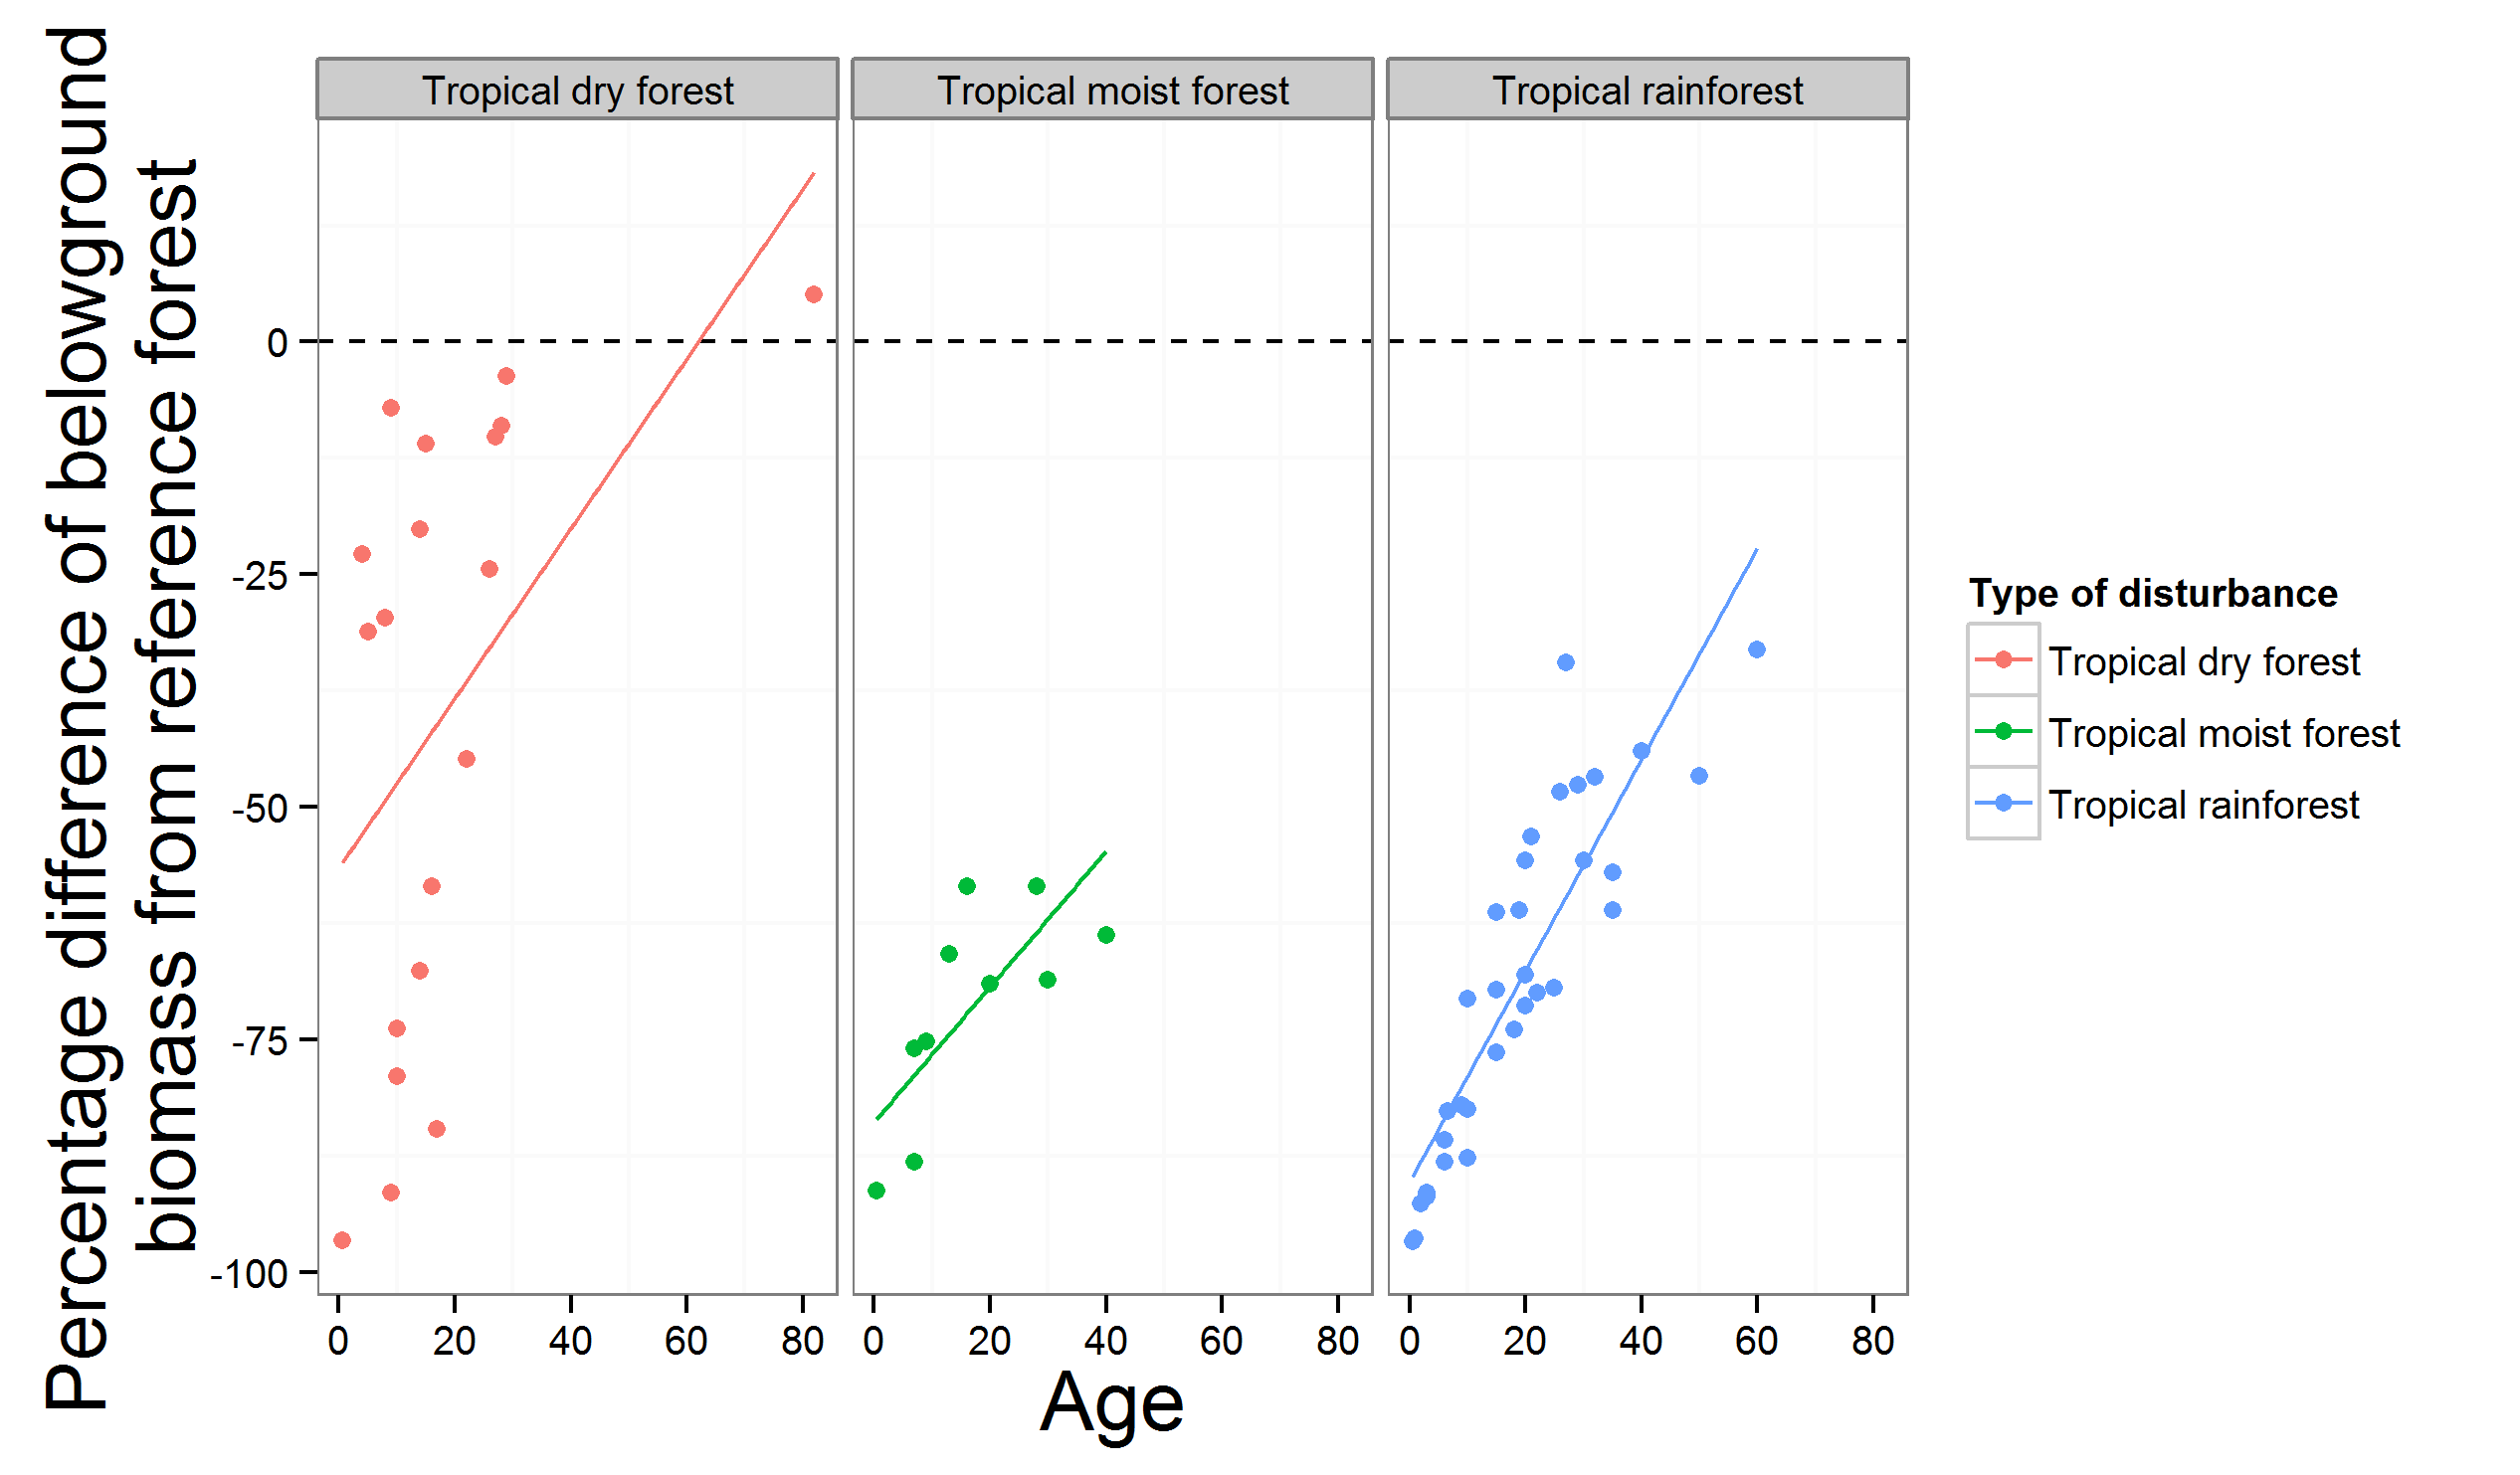 Percentage difference of belowground
biomass from reference forest
Tropical dry forest
Tropical moist forest
Tropical rainforest
0
-25
-50
-75
-100
0 20 40 60 80
0 20 40 60 80
0 20 40 60 80
Age
Type of disturbance
Tropical dry forest
Tropical moist forest
Tropical rainforest